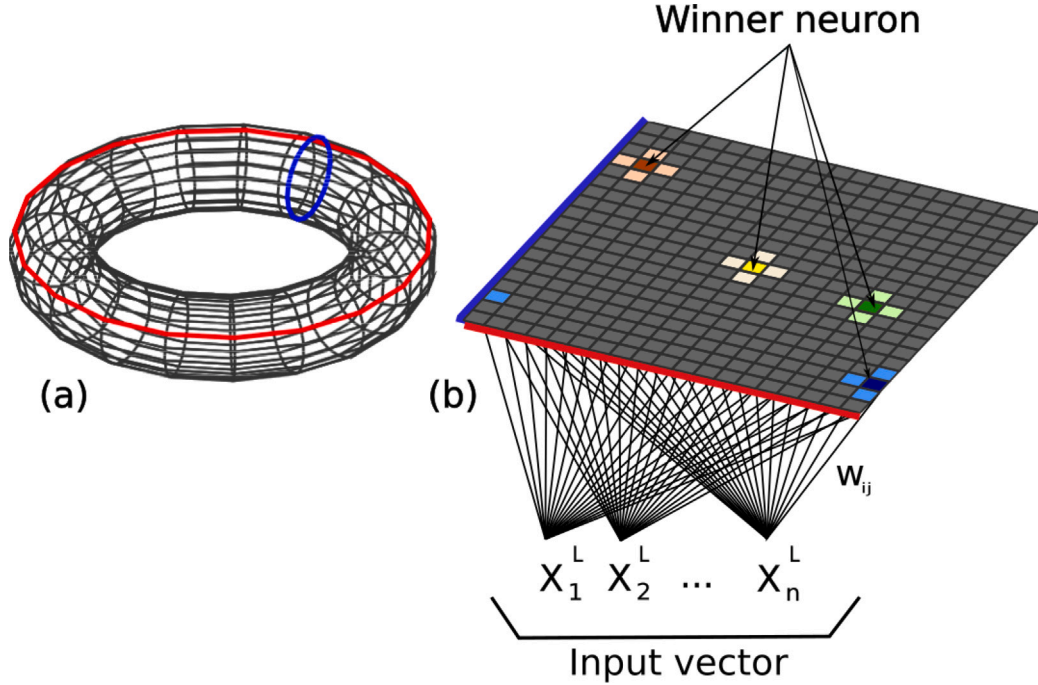 Winner neuron
(a)
(b)
W_ij
X_1^L X_2^L ... X_n^L
Input vector